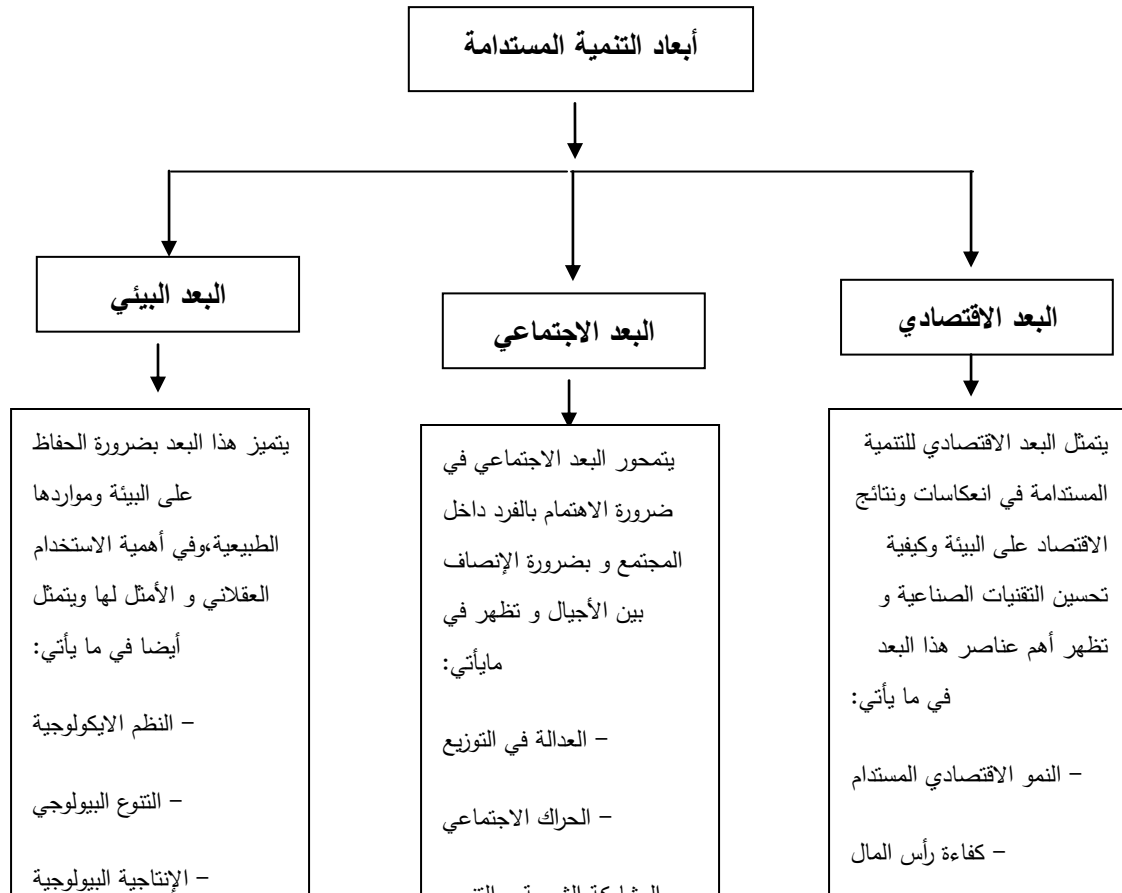 أبعاد التنمية المستدامة
البعد الاقتصادي
البعد الاجتماعي
البعد البيئي
يتمثل البعد الاقتصادي للتنمية
المستدامة في انعكاسات ونتائج
الاقتصاد على البيئة وكيفية
تحسين التقنيات الصناعية و
تظهر أهم عناصر هذا البعد
في ما يأتي:
– النمو الاقتصادي المستدام
– كفاءة رأس المال
يتمحور البعد الاجتماعي في
ضرورة الاهتمام بالفرد داخل
المجتمع و بضرورة الإنصاف
بين الأجيال و تظهر في
مايأتي:
– العدالة في التوزيع
– الحراك الاجتماعي
يتميز هذا البعد بضرورة الحفاظ
على البيئة ومواردها
الطبيعية،وفي أهمية الاستخدام
العقلاني و الأمثل لها ويتمثل
أيضا في ما يأتي:
– النظم الايكولوجية
– التنوع البيولوجي
– الإنتاجية البيولوجية